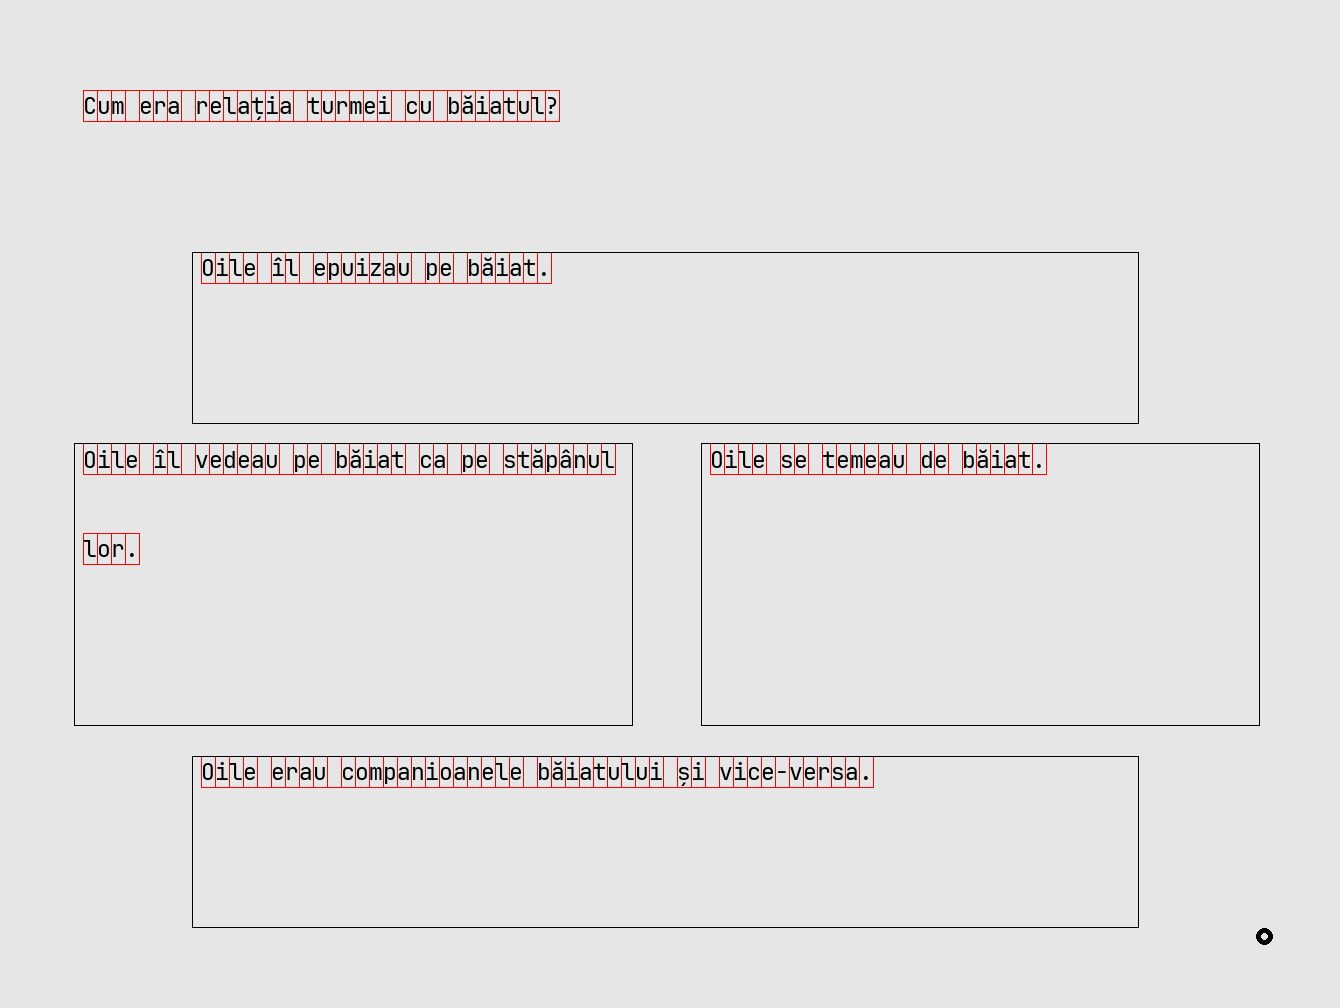 Cum era relația turmei cu băiatul?
Oile îl epuizau pe băiat.
Oile îl vedeau pe băiat ca pe stăpânul
lor.
Oile se temeau de băiat.
Oile erau companioanele băiatului și vice-versa.